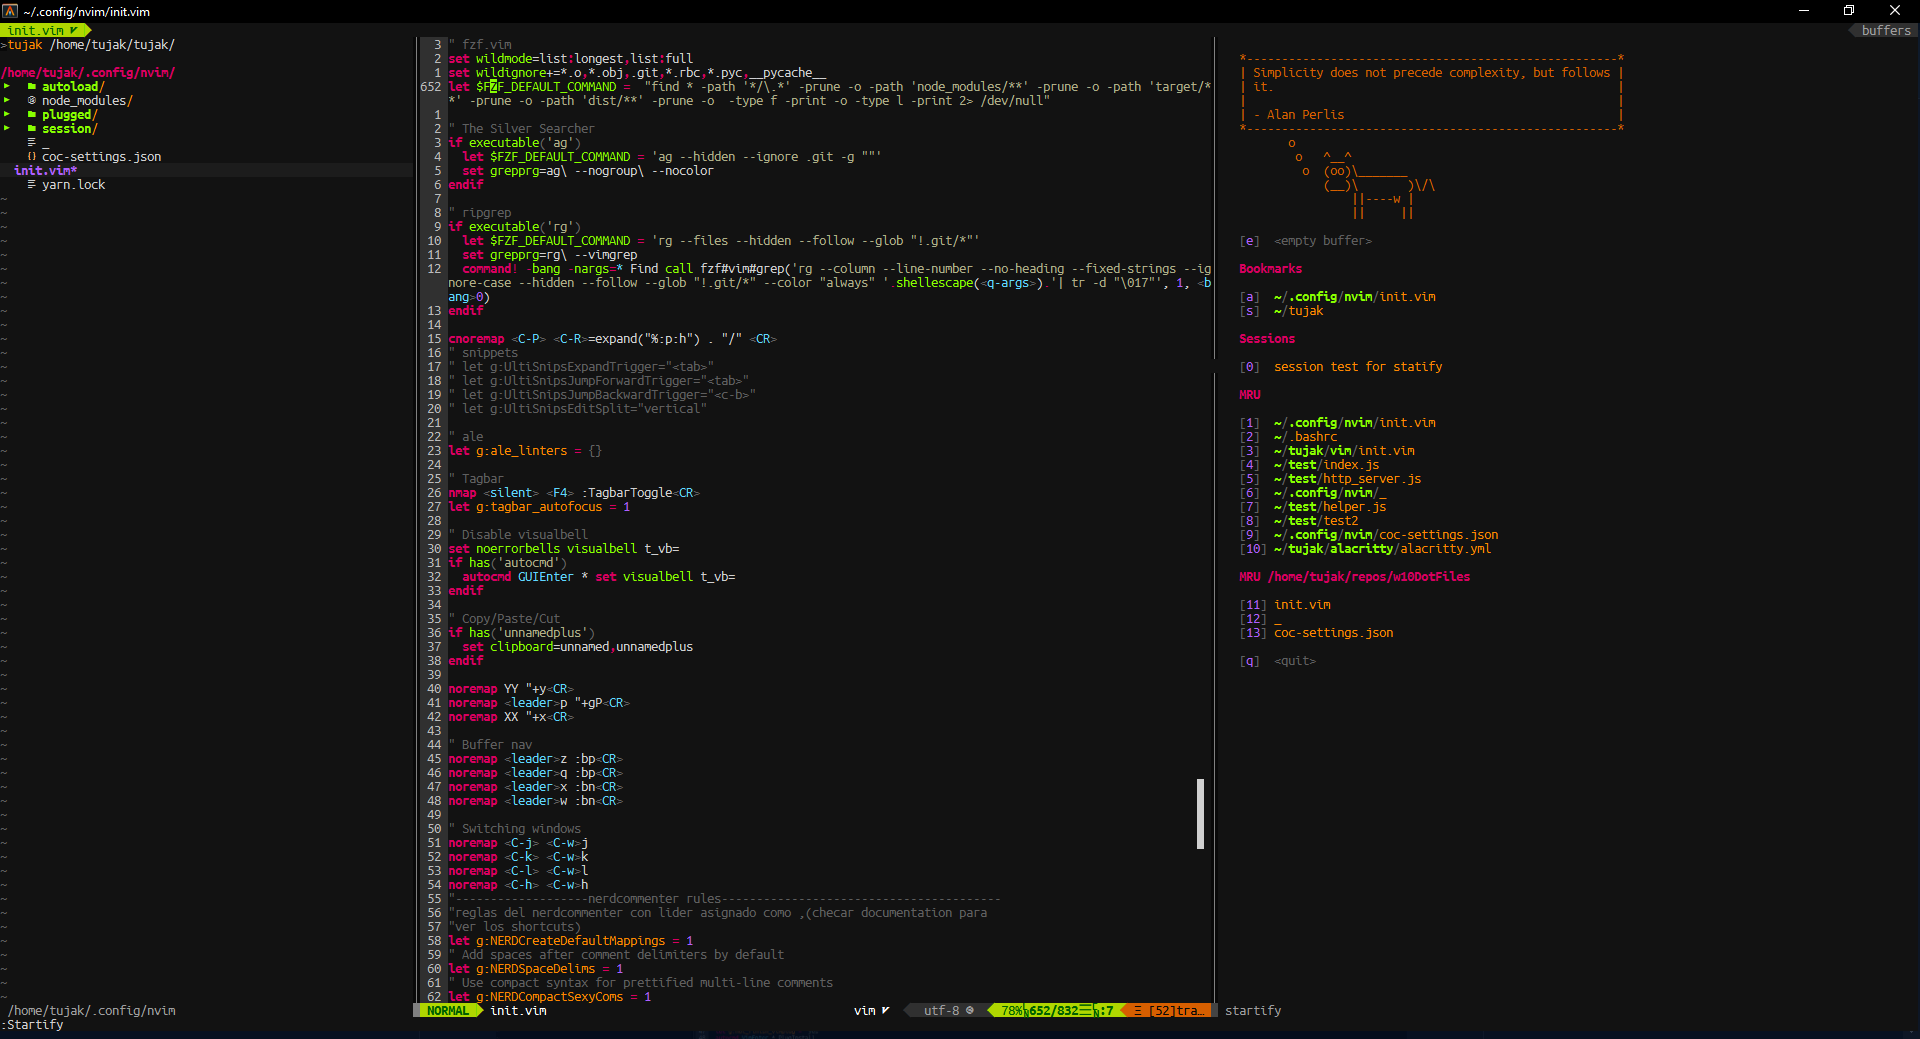 ~/.config/nvim/init.vim
init.vim
buffers
>tujak /home/tujak/tujak/
/home/tujak/.config/nvim/
autoload/
@ node_modules/
plugged/
session/
_
{} coc-settings.json
init.vim*
yarn.lock
/home/tujak/.config/nvim
:Startify
3 " fzf.vim
2 set wildmode=list:longest,list:full
1 set wildignore+=*.o,*.obj,.git,*.rbc,*.pyc,__pycache__
652 let $FZF_DEFAULT_COMMAND =  "find * -path '*/\.*' -prune -o -path 'node_modules/**' -prune -o -path 'target/*
*' -prune -o -path 'dist/**' -prune -o  -type f -print -o -type l -print 2> /dev/null"
1
2 " The Silver Searcher
3 if executable('ag')
4   let $FZF_DEFAULT_COMMAND = 'ag --hidden --ignore .git -g ""'
5   set grepprg=ag\ --nogroup\ --nocolor
6 endif
7
8 " ripgrep
9 if executable('rg')
10   let $FZF_DEFAULT_COMMAND = 'rg --files --hidden --follow --glob "!.git/*"'
11   set grepprg=rg\ --vimgrep
12   command! -bang -nargs=* Find call fzf#vim#grep('rg --column --line-number --no-heading --fixed-strings --ig
nore-case --hidden --follow --glob "!.git/*" --color "always" '.shellescape(<q-args>).'| tr -d "\017"', 1, <b
ang>0)
13 endif
14
15 cnoremap <C-P> <C-R>=expand("%:p:h") . "/" <CR>
16 " snippets
17 " let g:UltiSnipsExpandTrigger="<tab>"
18 " let g:UltiSnipsJumpForwardTrigger="<tab>"
19 " let g:UltiSnipsJumpBackwardTrigger="<c-b>"
20 " let g:UltiSnipsEditSplit="vertical"
21
22 " ale
23 let g:ale_linters = {}
24
25 " Tagbar
26 nmap <silent> <F4> :TagbarToggle<CR>
27 let g:tagbar_autofocus = 1
28
29 " Disable visualbell
30 set noerrorbells visualbell t_vb=
31 if has('autocmd')
32   autocmd GUIEnter * set visualbell t_vb=
33 endif
34
35 " Copy/Paste/Cut
36 if has('unnamedplus')
37   set clipboard=unnamed,unnamedplus
38 endif
39
40 noremap YY "+y<CR>
41 noremap <leader>p "+gP<CR>
42 noremap XX "+x<CR>
43
44 " Buffer nav
45 noremap <leader>z :bp<CR>
46 noremap <leader>q :bp<CR>
47 noremap <leader>x :bn<CR>
48 noremap <leader>w :bn<CR>
49
50 " Switching windows
51 noremap <C-j> <C-w>j
52 noremap <C-k> <C-w>k
53 noremap <C-l> <C-w>l
54 noremap <C-h> <C-w>h
55 "-------------------nerdcommenter rules----------------------------------------
56 "reglas del nerdcommenter con lider asignado como ,(checar documentation para
57 "ver los shortcuts)
58 let g:NERDCreateDefaultMappings = 1
59 " Add spaces after comment delimiters by default
60 let g:NERDSpaceDelims = 1
61 " Use compact syntax for prettified multi-line comments
62 let g:NERDCompactSexyComs = 1
NORMAL init.vim
vim
utf-8
78% 652/832 :7
Ξ [52]tra…
*-----------------------------------------------------*
| Simplicity does not precede complexity, but follows |
| it.                                                 |
|                                                     |
| - Alan Perlis                                       |
*-----------------------------------------------------*
       o
        o   ^__^
         o  (oo)\_______
            (__)\       )\/\
                ||----w |
                ||     ||
[e]  <empty buffer>
Bookmarks
[a]  ~/.config/nvim/init.vim
[s]  ~/tujak
Sessions
[0]  session test for statify
MRU
[1]  ~/.config/nvim/init.vim
[2]  ~/.bashrc
[3]  ~/tujak/vim/init.vim
[4]  ~/test/index.js
[5]  ~/test/http_server.js
[6]  ~/.config/nvim/_
[7]  ~/test/helper.js
[8]  ~/test/test2
[9]  ~/.config/nvim/coc-settings.json
[10] ~/tujak/alacritty/alacritty.yml
MRU /home/tujak/repos/w10DotFiles
[11] init.vim
[12] _
[13] coc-settings.json
[q]  <quit>
startify